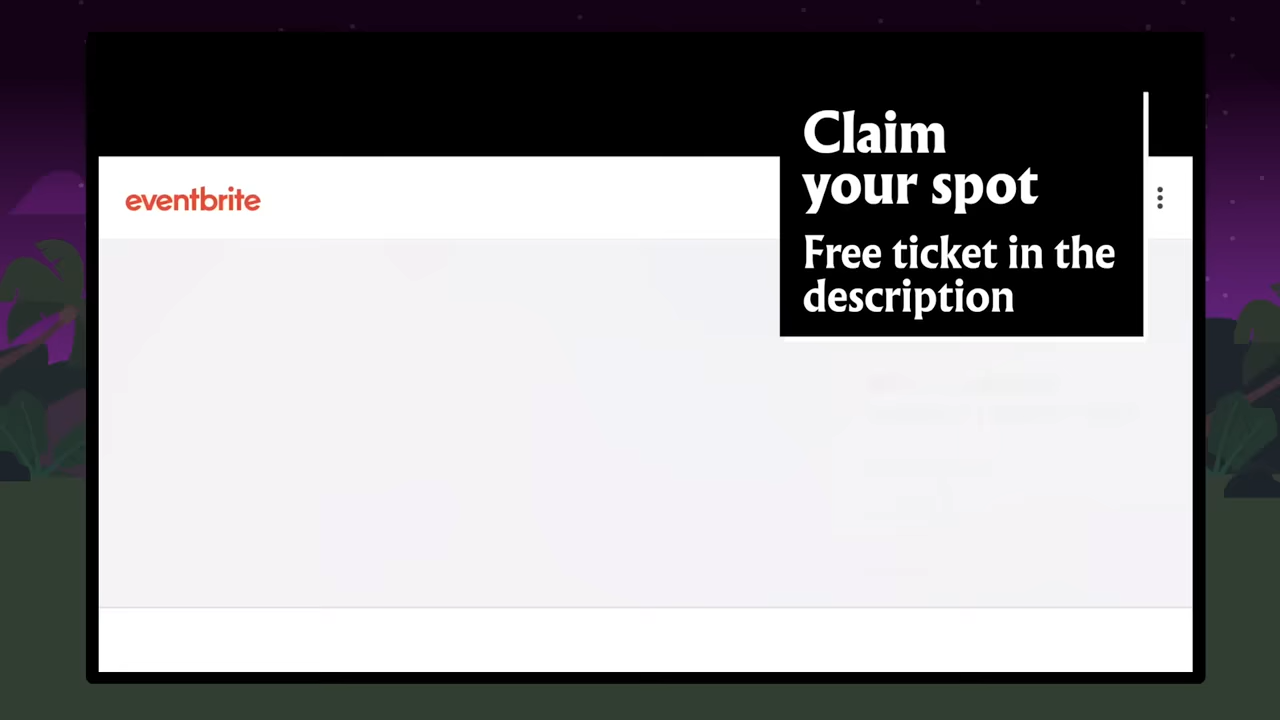 eventbrite
Claim
your spot
Free ticket in the
description